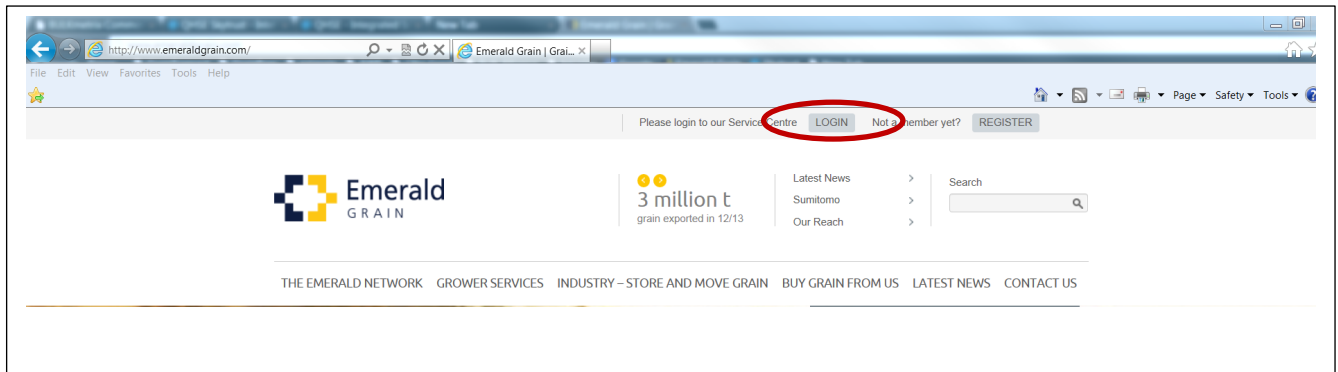 New Tab
http://www.emeraldgrain.com/
Emerald Grain | Grai...
File Edit View Favorites Tools Help
Page Safety Tools
Please login to our Service Centre LOGIN Not a member yet? REGISTER
Emerald
GRAIN
3 million t
grain exported in 12/13
Latest News
Sumitomo
Our Reach
Search
THE EMERALD NETWORK GROWER SERVICES INDUSTRY – STORE AND MOVE GRAIN BUY GRAIN FROM US LATEST NEWS CONTACT US